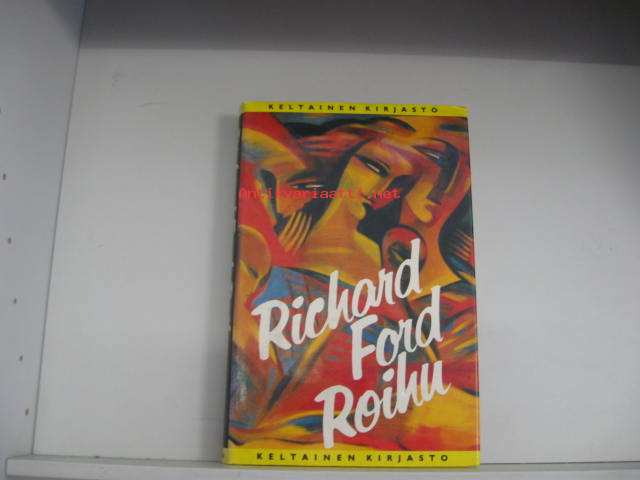 KELTAINEN KIRJASTO
Antikvariaatti.net
Richard
Ford
Roihu
KELTAINEN KIRJASTO